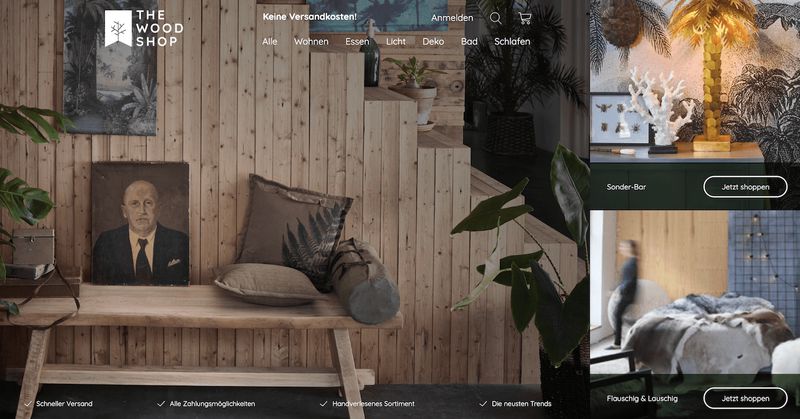 THE
WOOD
SHOP
Keine Versandkosten!
Anmelden
Alle Wohnen Essen Licht Deko Bad Schlafen
Sonder-Bar
Jetzt shoppen
Flauschig & Lauschig
Jetzt shoppen
Schneller Versand
Alle Zahlungsmöglichkeiten
Handverlesenes Sortiment
Die neusten Trends